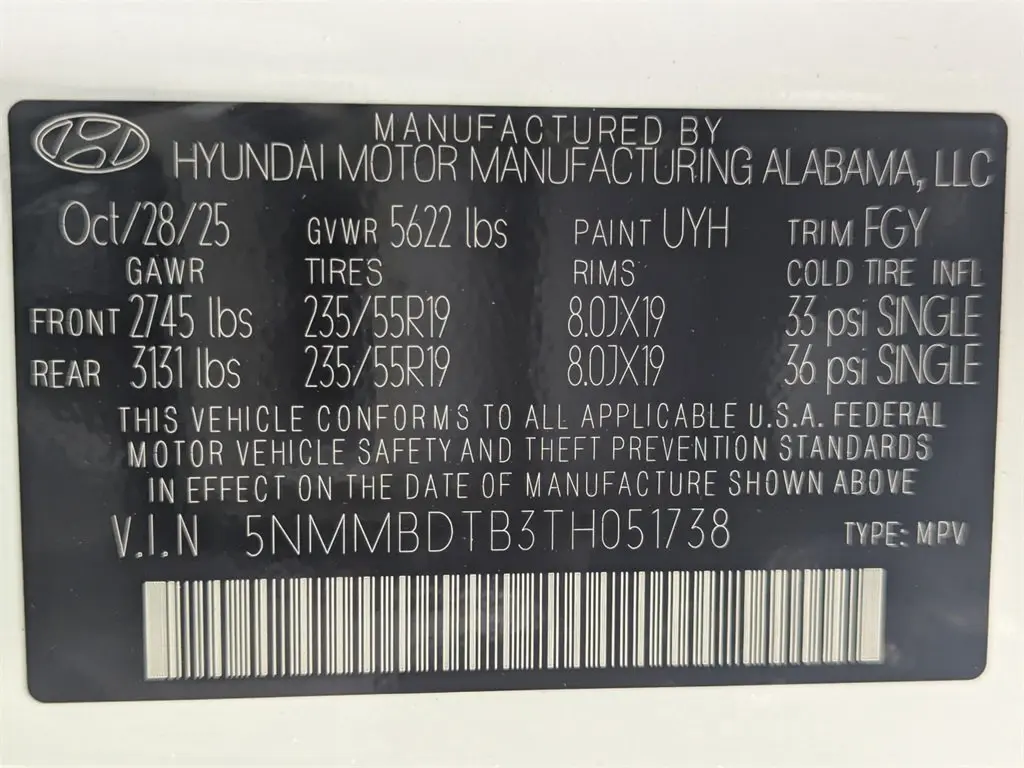 MANUFACTURED BY
HYUNDAI MOTOR MANUFACTURING ALABAMA, LLC
Oct/28/25 GVWR 5622 lbs PAINT UYH TRIM FGY
GAWR TIRES RIMS COLD TIRE INFL
FRONT 2745 lbs 235/55R19 8.0JX19 33 psi SINGLE
REAR 3131 lbs 235/55R19 8.0JX19 36 psi SINGLE
THIS VEHICLE CONFORMS TO ALL APPLICABLE U.S.A. FEDERAL
MOTOR VEHICLE SAFETY AND THEFT PREVENTION STANDARDS
IN EFFECT ON THE DATE OF MANUFACTURE SHOWN ABOVE
V.I.N 5NMMBDTB3TH051738 TYPE: MPV